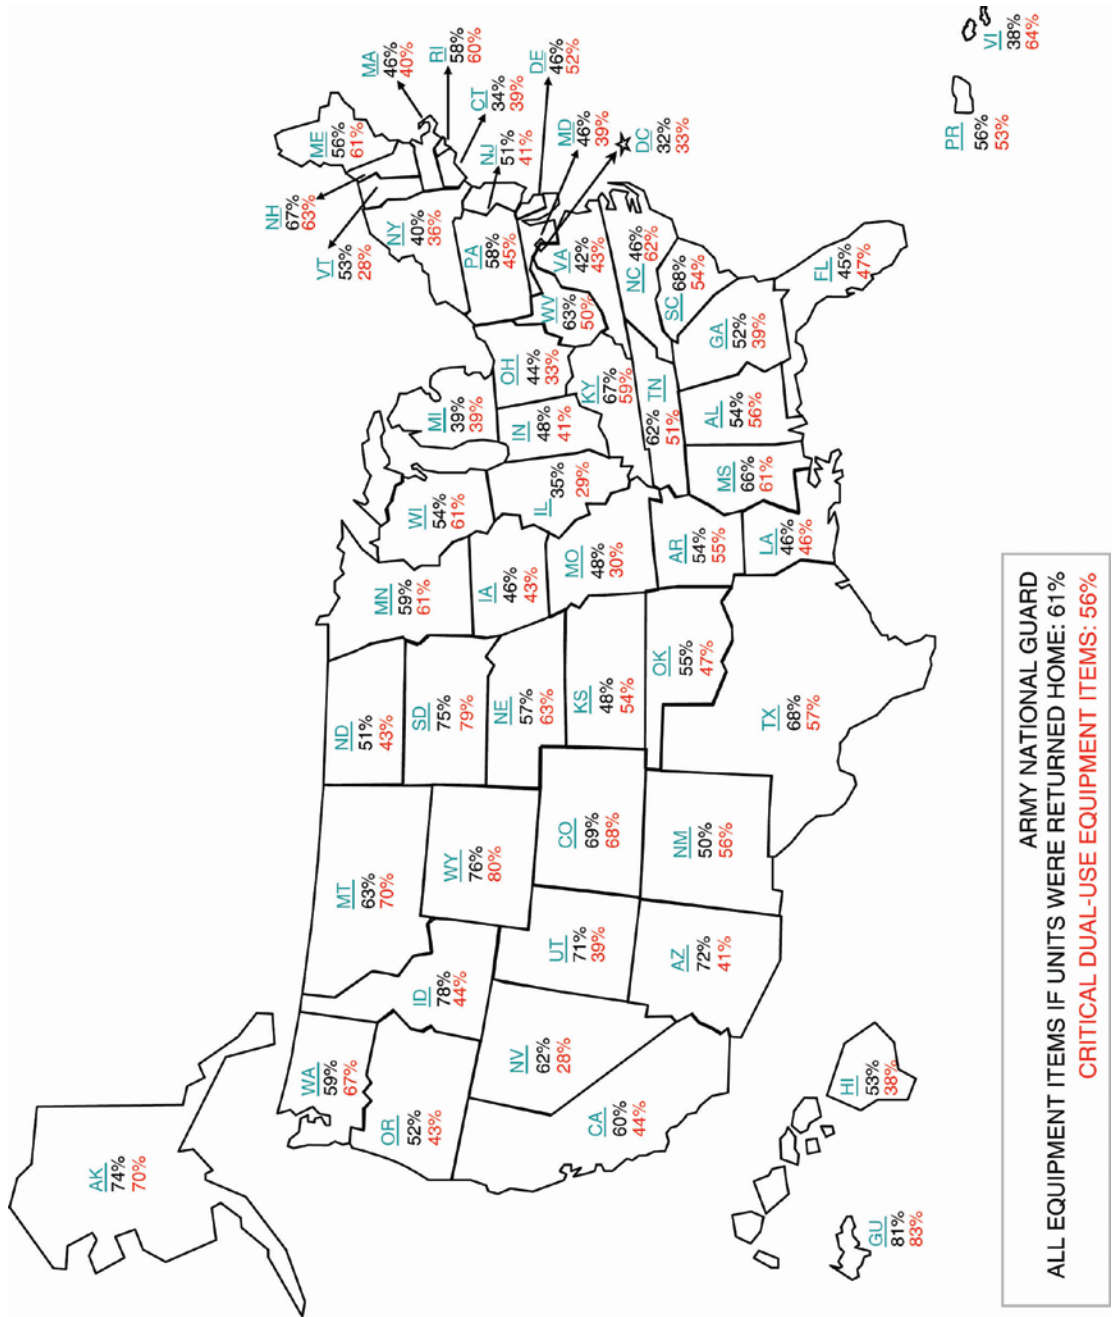 AK
74%
70%
WA
59%
67%
OR
52%
43%
CA
60%
44%
NV
62%
28%
ID
78%
44%
MT
63%
70%
WY
76%
80%
UT
71%
39%
AZ
72%
41%
CO
69%
68%
NM
50%
56%
ND
51%
43%
SD
75%
79%
NE
57%
63%
KS
48%
54%
OK
55%
47%
TX
68%
57%
MN
59%
61%
IA
46%
43%
MO
48%
30%
AR
54%
55%
LA
46%
46%
WI
54%
61%
IL
35%
29%
MI
39%
39%
IN
48%
41%
OH
44%
33%
KY
67%
59%
TN
62%
51%
MS
66%
61%
AL
54%
56%
GA
52%
39%
FL
45%
47%
SC
68%
54%
NC
46%
62%
VA
42%
43%
WV
63%
50%
PA
58%
45%
NY
40%
36%
VT
53%
28%
NH
67%
63%
ME
56%
61%
MA
46%
40%
RI
58%
60%
CT
34%
39%
NJ
51%
41%
DE
46%
52%
MD
46%
39%
DC
32%
33%
PR
56%
53%
VI
38%
64%
HI
53%
38%
GU
81%
83%
ARMY NATIONAL GUARD
ALL EQUIPMENT ITEMS IF UNITS WERE RETURNED HOME: 61%
CRITICAL DUAL-USE EQUIPMENT ITEMS: 56%